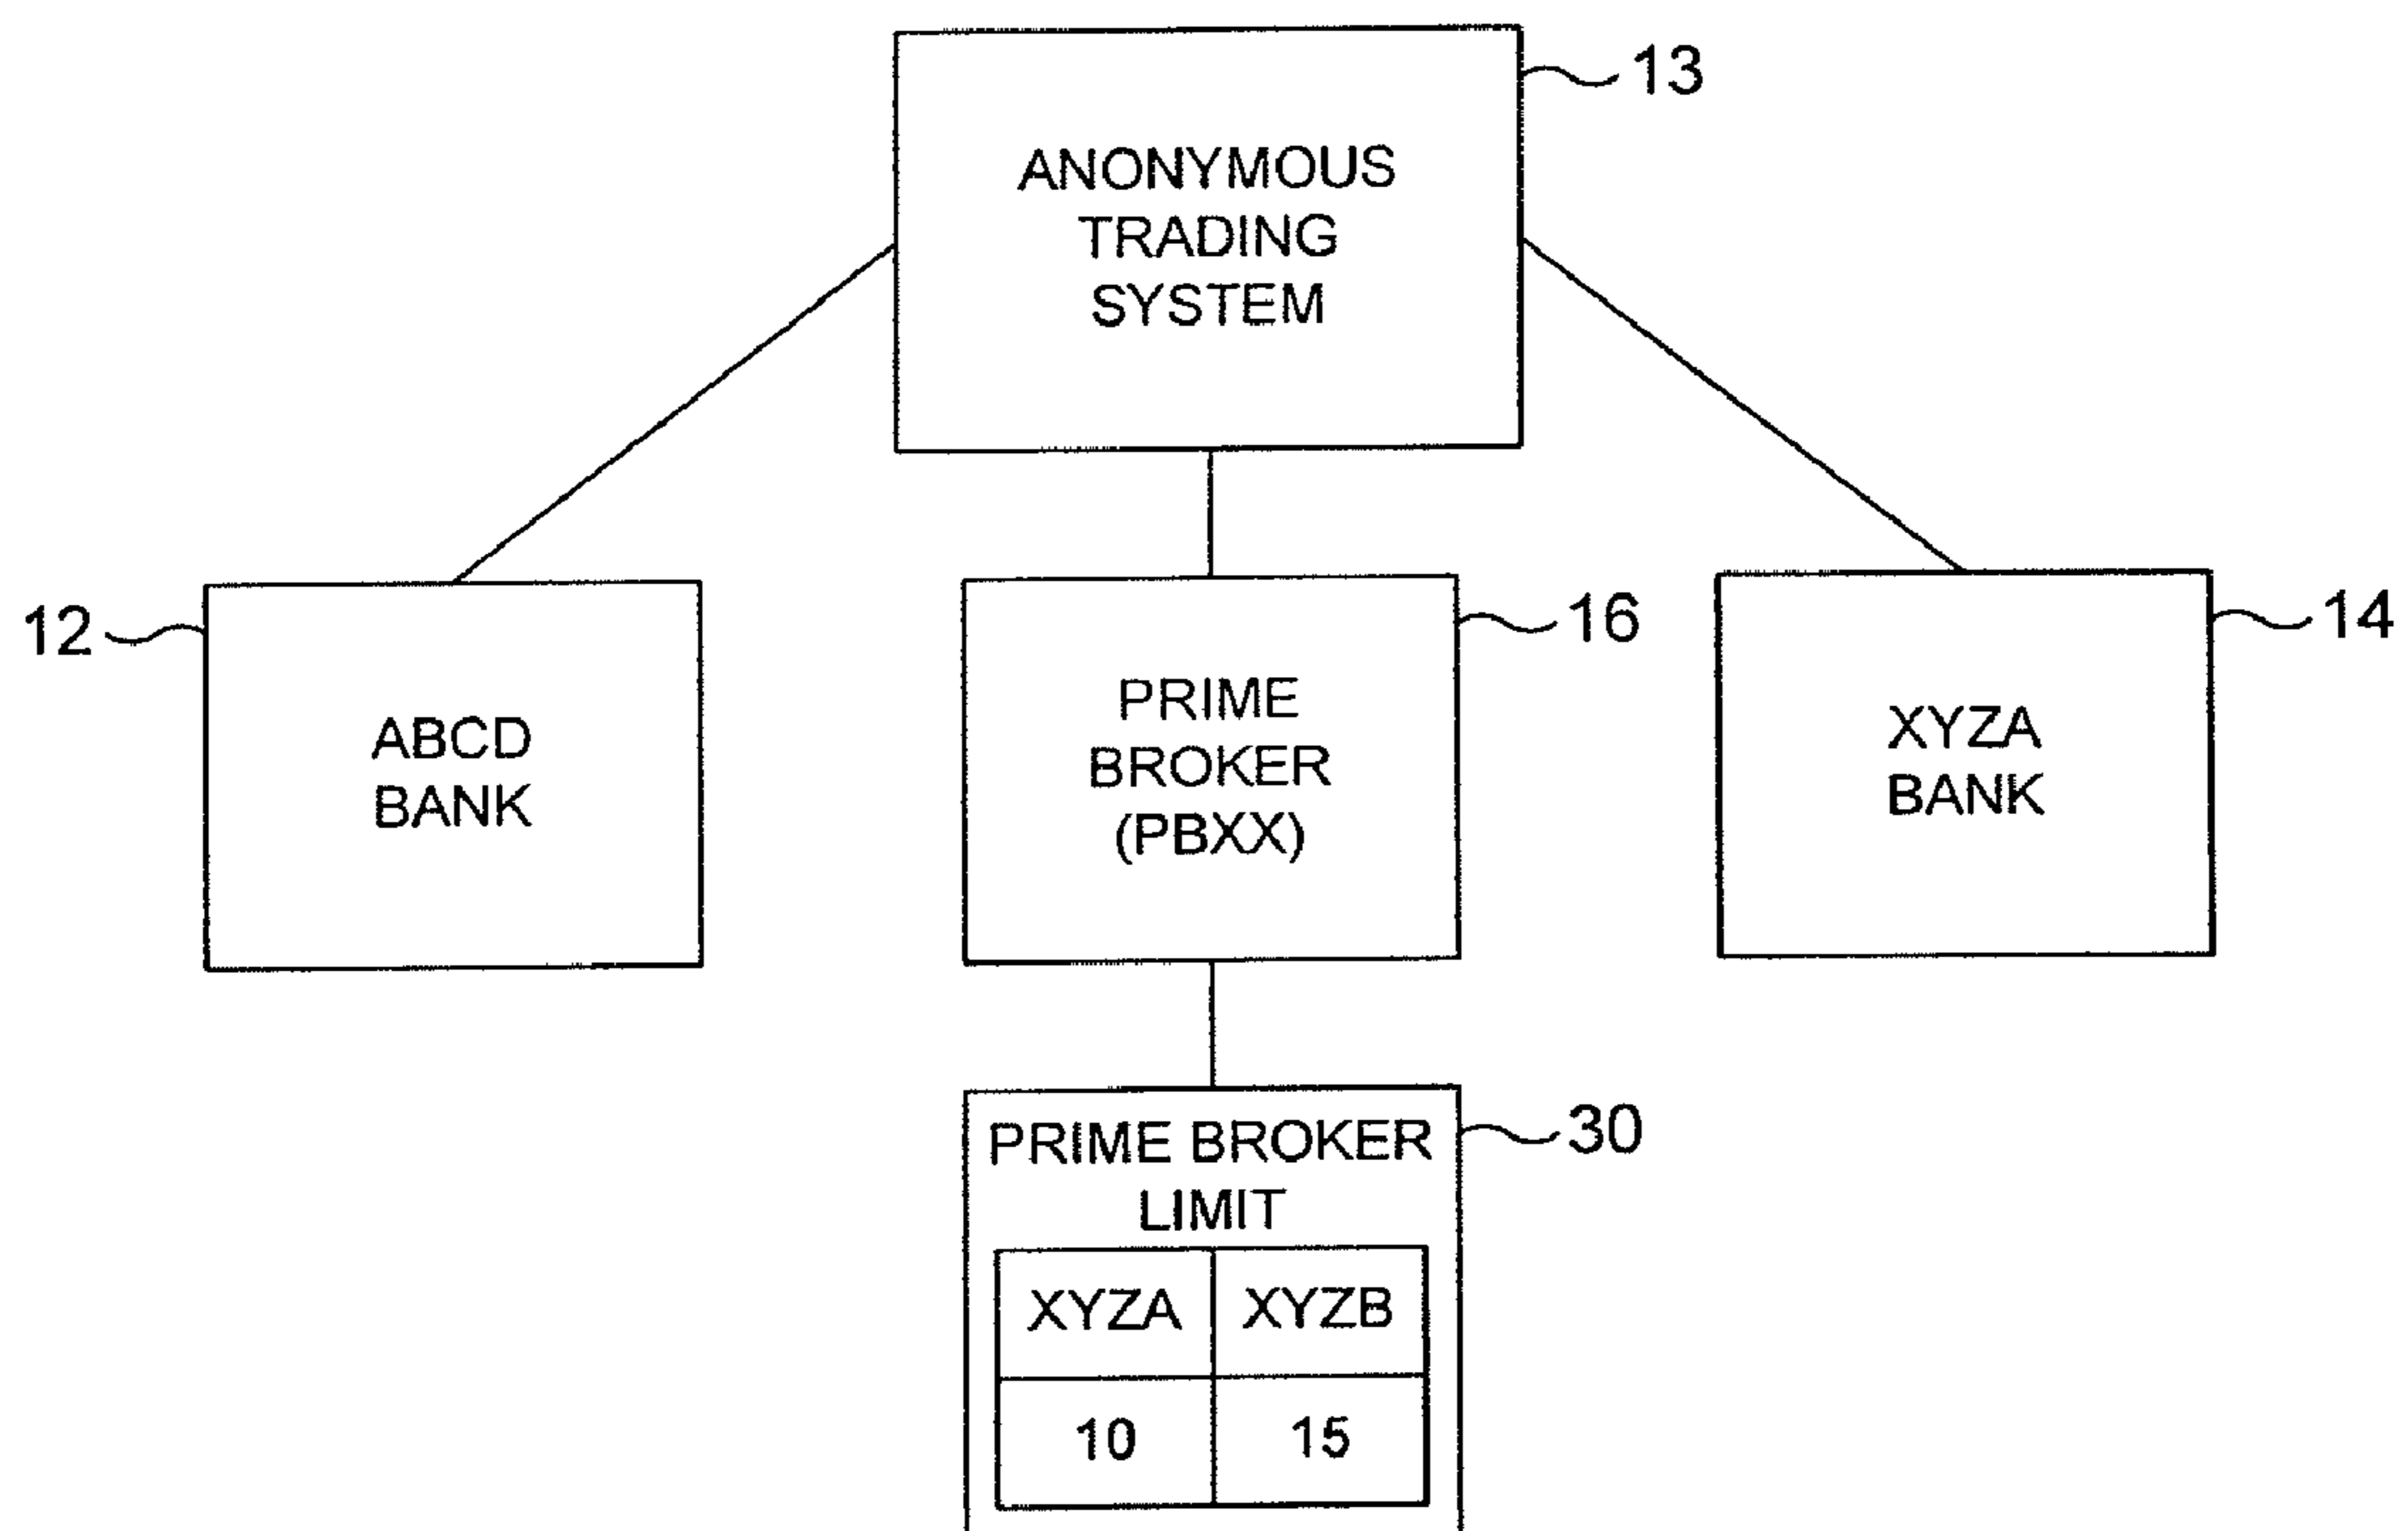 13
ANONYMOUS
TRADING
SYSTEM
12
ABCD
BANK
16
PRIME
BROKER
(PBXX)
14
XYZA
BANK
30
PRIME BROKER
LIMIT
XYZA XYZB
10 15